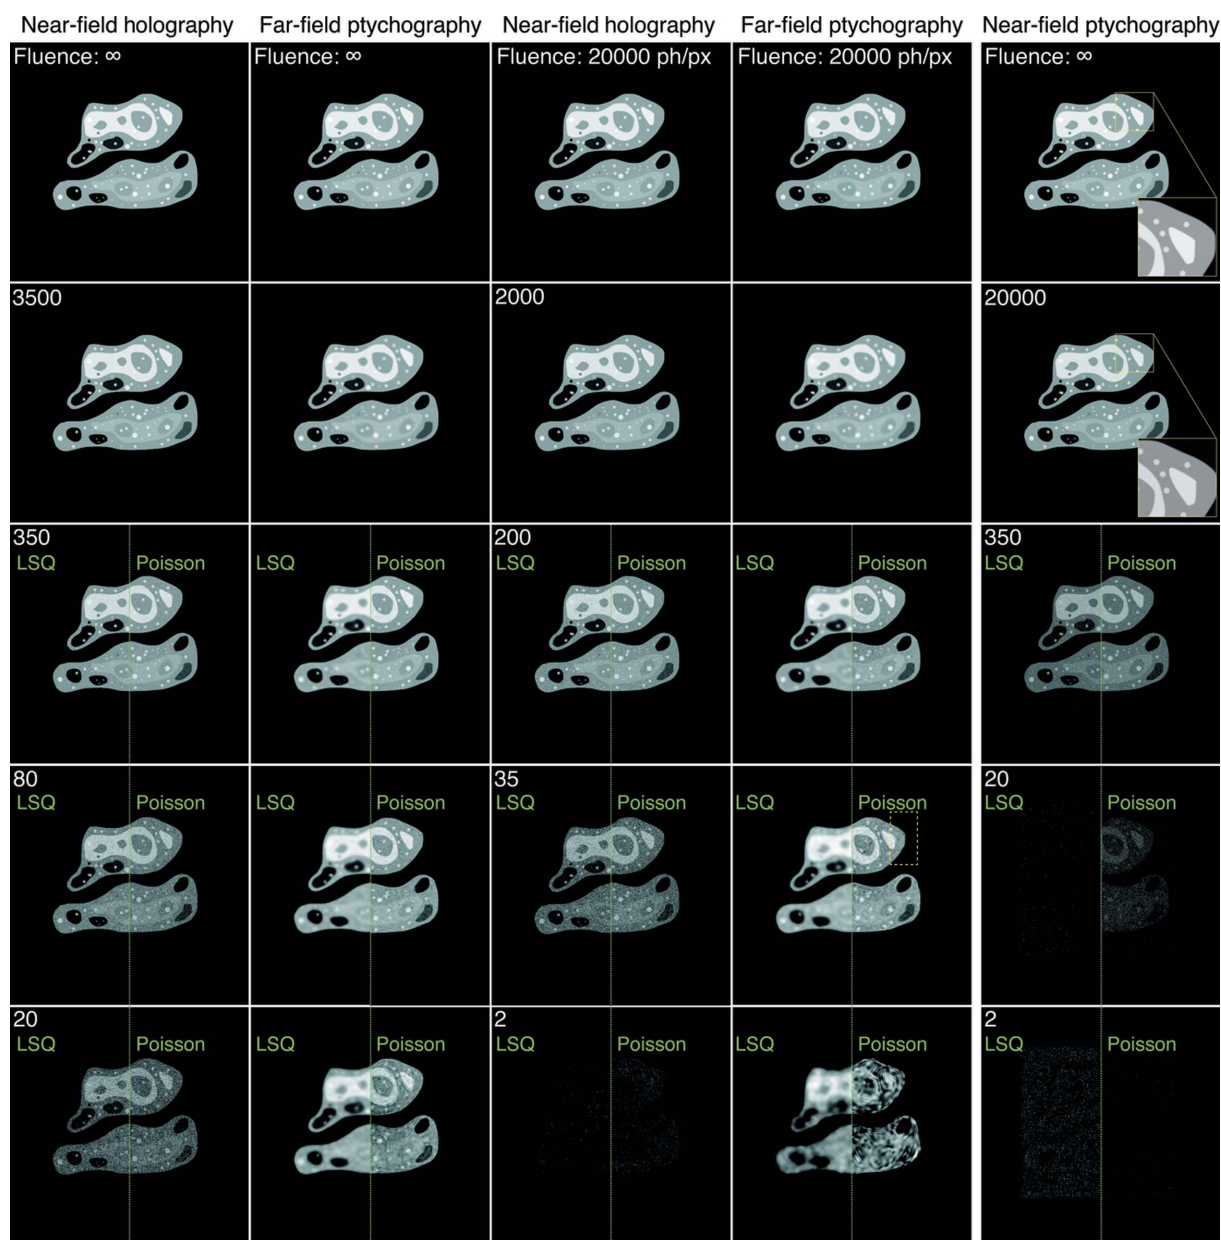 Near-field holography Far-field ptychography Near-field holography Far-field ptychography Near-field ptychography
Fluence: ∞ Fluence: ∞ Fluence: 20000 ph/px Fluence: 20000 ph/px Fluence: ∞
3500 2000 20000
350 200 350
LSQ Poisson LSQ Poisson LSQ Poisson LSQ Poisson LSQ Poisson
80 35 20
LSQ Poisson LSQ Poisson LSQ Poisson LSQ Poisson LSQ Poisson
20 2 2
LSQ Poisson LSQ Poisson LSQ Poisson LSQ Poisson LSQ Poisson